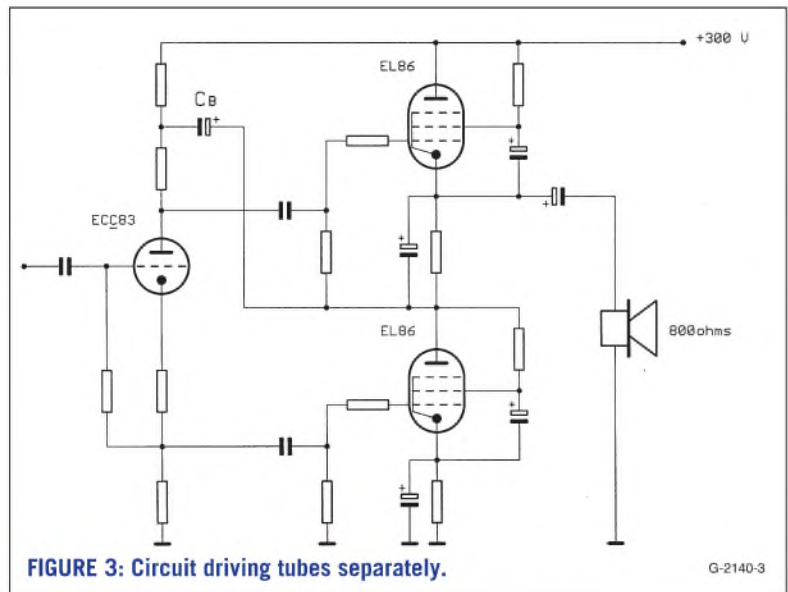 +300 V
EL86
CB
+
+
ECC83
+
+
EL86
800ohms
+
+
FIGURE 3: Circuit driving tubes separately.
G-2140-3